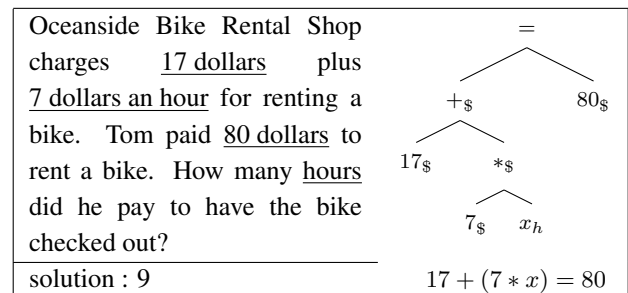 Oceanside Bike Rental Shop
charges 17 dollars plus
7 dollars an hour for renting a
bike. Tom paid 80 dollars to
rent a bike. How many hours
did he pay to have the bike
checked out?
solution : 9
=
+$ 80$
17$ *$
7$ xh
17 + (7 * x) = 80